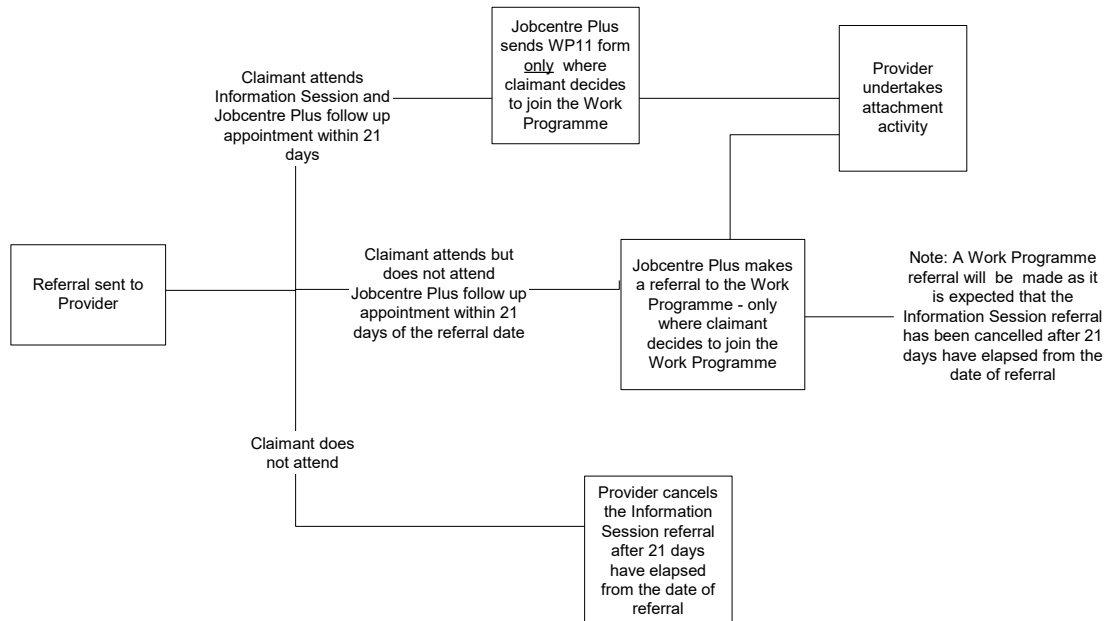 Jobcentre Plus
sends WP11 form
only where
claimant decides
to join the Work
Programme
Provider
undertakes
attachment
activity
Claimant attends
Information Session and
Jobcentre Plus follow up
appointment within 21
days
Referral sent to
Provider
Claimant attends but
does not attend
Jobcentre Plus follow up
appointment within 21
days of the referral date
Jobcentre Plus makes
a referral to the Work
Programme - only
where claimant
decides to join the
Work Programme
Note: A Work Programme
referral will be made as it
is expected that the
Information Session referral
has been cancelled after 21
days have elapsed from the
date of referral
Claimant does
not attend
Provider cancels
the Information
Session referral
after 21 days
have elapsed
from the date of
referral